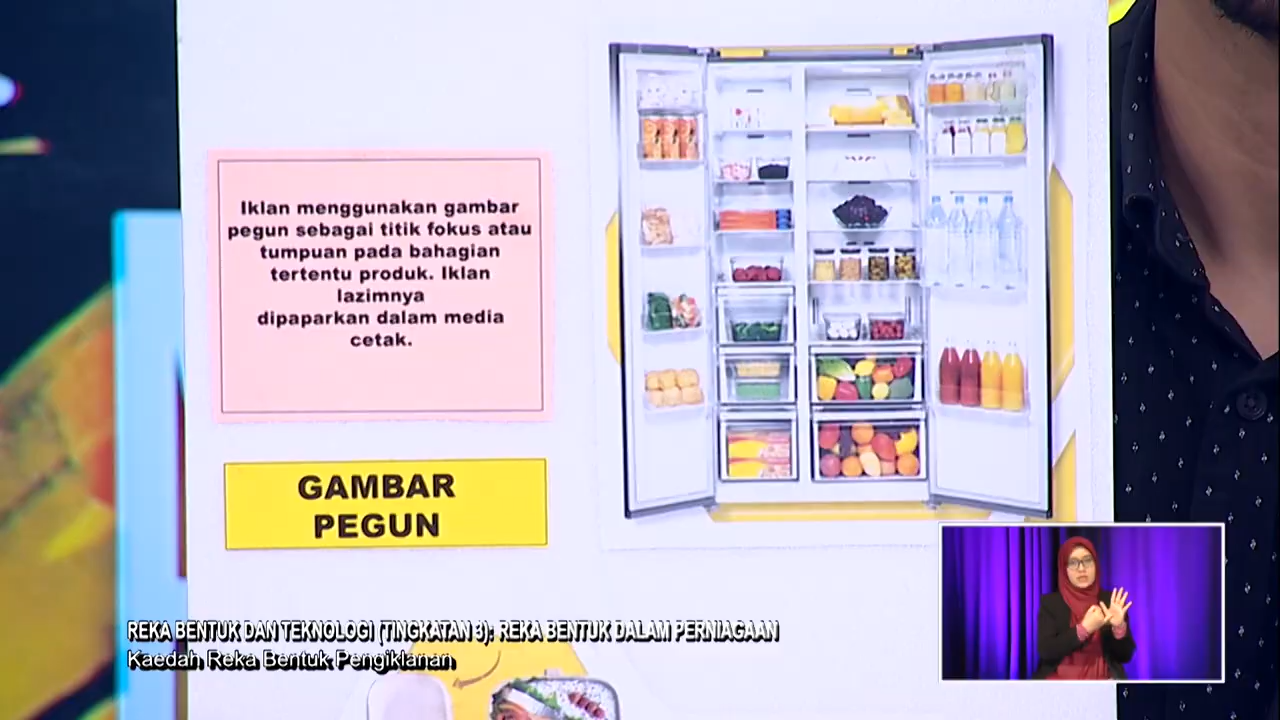 Iklan menggunakan gambar
pegun sebagai titik fokus atau
tumpuan pada bahagian
tertentu produk. Iklan
lazimnya
dipaparkan dalam media
cetak.
GAMBAR
PEGUN
REKA BENTUK DAN TEKNOLOGI (TINGKATAN 3): REKA BENTUK DALAM PERNIAGAAN
Kaedah Reka Bentuk Pengiklanan